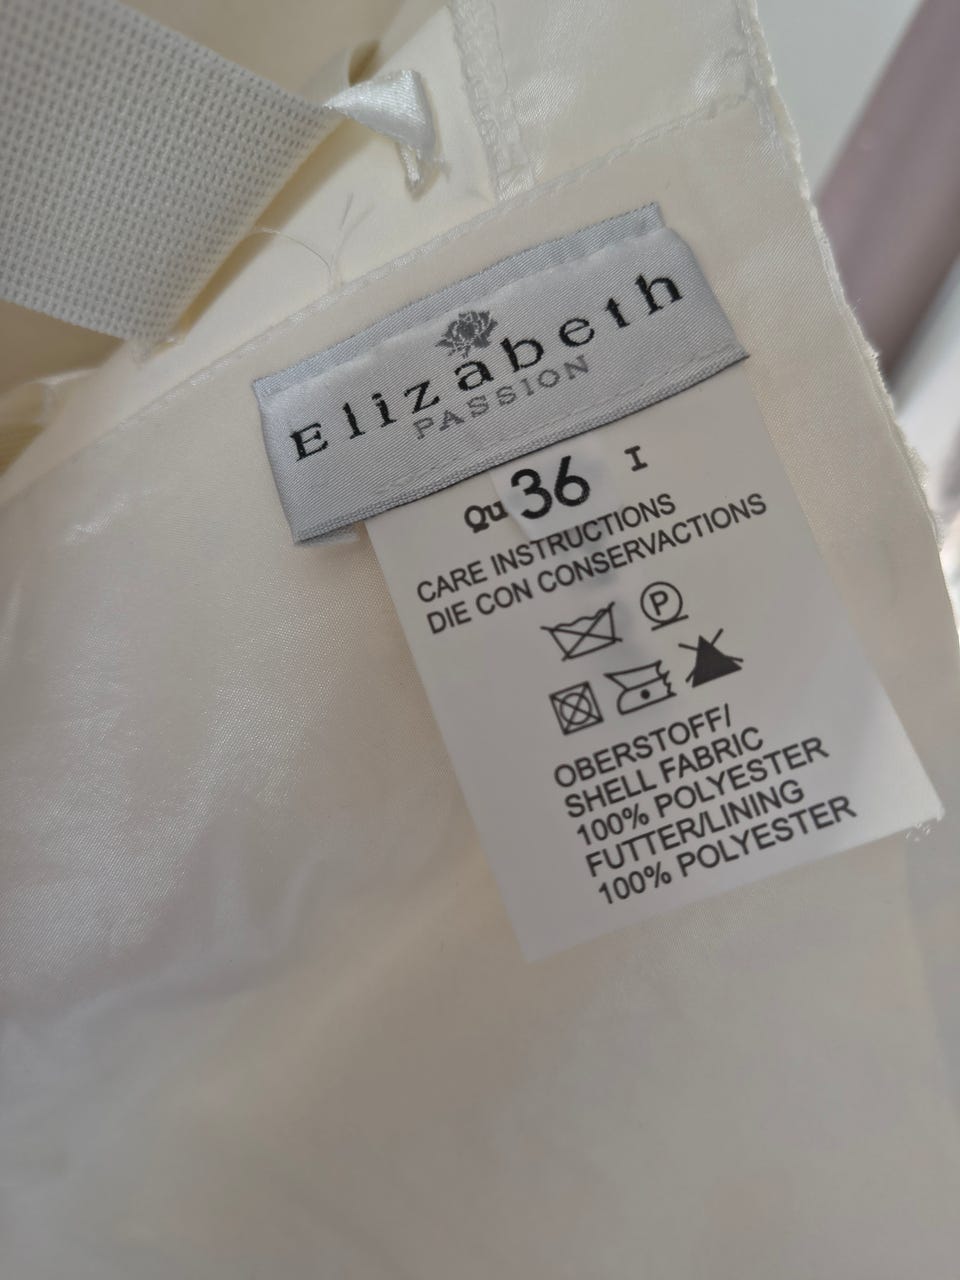 Elizabeth
PASSION
Qu 36 I
CARE INSTRUCTIONS
DIE CON CONSERVACTIONS
P
OBERSTOFF/
SHELL FABRIC
100% POLYESTER
FUTTER/LINING
100% POLYESTER